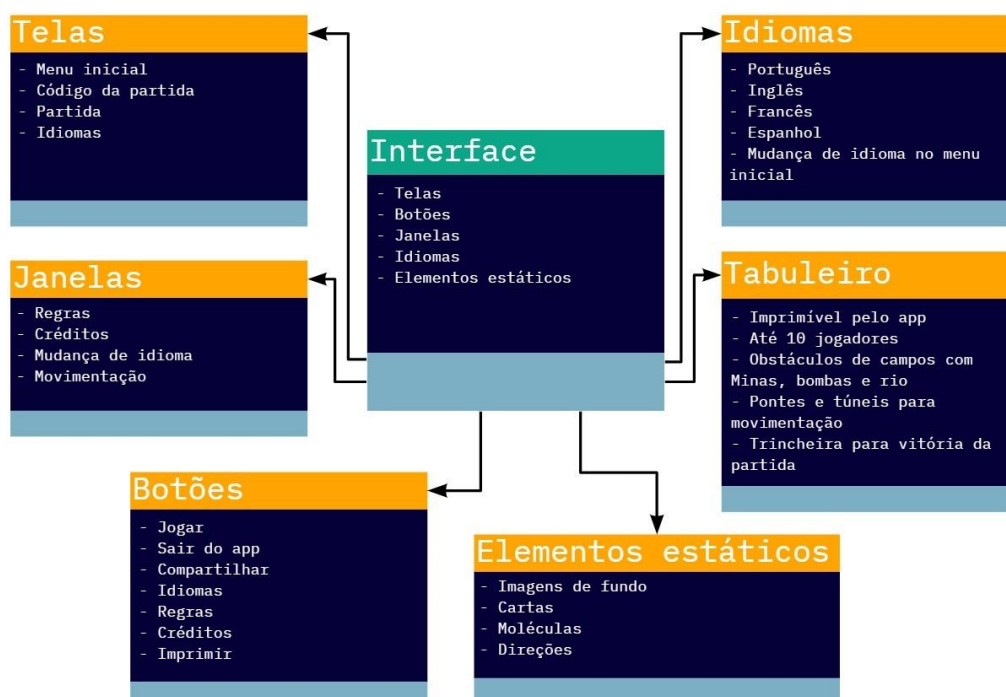 Telas
- Menu inicial
- Código da partida
- Partida
- Idiomas
Idiomas
- Português
- Inglês
- Francês
- Espanhol
- Mudança de idioma no menu
inicial
Interface
- Telas
- Botões
- Janelas
- Idiomas
- Elementos estáticos
Janelas
- Regras
- Créditos
- Mudança de idioma
- Movimentação
Tabuleiro
- Imprimível pelo app
- Até 10 jogadores
- Obstáculos de campos com
Minas, bombas e rio
- Pontes e túneis para
movimentação
- Trincheira para vitória da
partida
Botões
- Jogar
- Sair do app
- Compartilhar
- Idiomas
- Regras
- Créditos
- Imprimir
Elementos estáticos
- Imagens de fundo
- Cartas
- Moléculas
- Direções